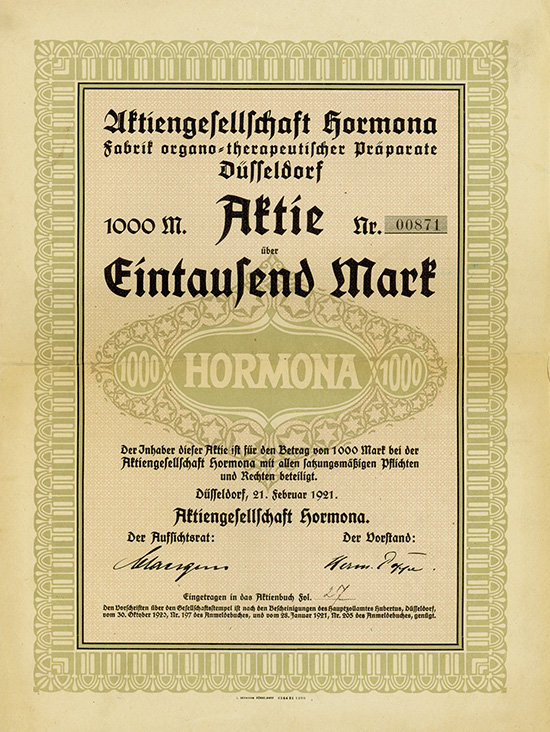 Aktiengesellschaft Hormona
Fabrik organo-therapeutischer Präparate
Düsseldorf
1000 M. Aktie Nr. 00871
über
Eintausend Mark
1000 HORMONA 1000
Der Inhaber dieser Aktie ist für den Betrag von 1000 Mark bei der
Aktiengesellschaft Hormona mit allen satzungsmäßigen Pflichten
und Rechten beteiligt.
Düsseldorf, 21. Februar 1921.
Aktiengesellschaft Hormona.
Der Aufsichtsrat: Der Vorstand:
Herm.
Eingetragen in das Aktienbuch Fol. 27
Den Vorschriften über den Gesellschaftsstempel ist nach den Bescheinigungen des Hauptzollamtes Hubertus, Düsseldorf,
vom 30. Oktober 1920, Nr. 197 des Anmeldebuches, und vom 28. Januar 1921, Nr. 205 des Anmeldebuches, genügt.